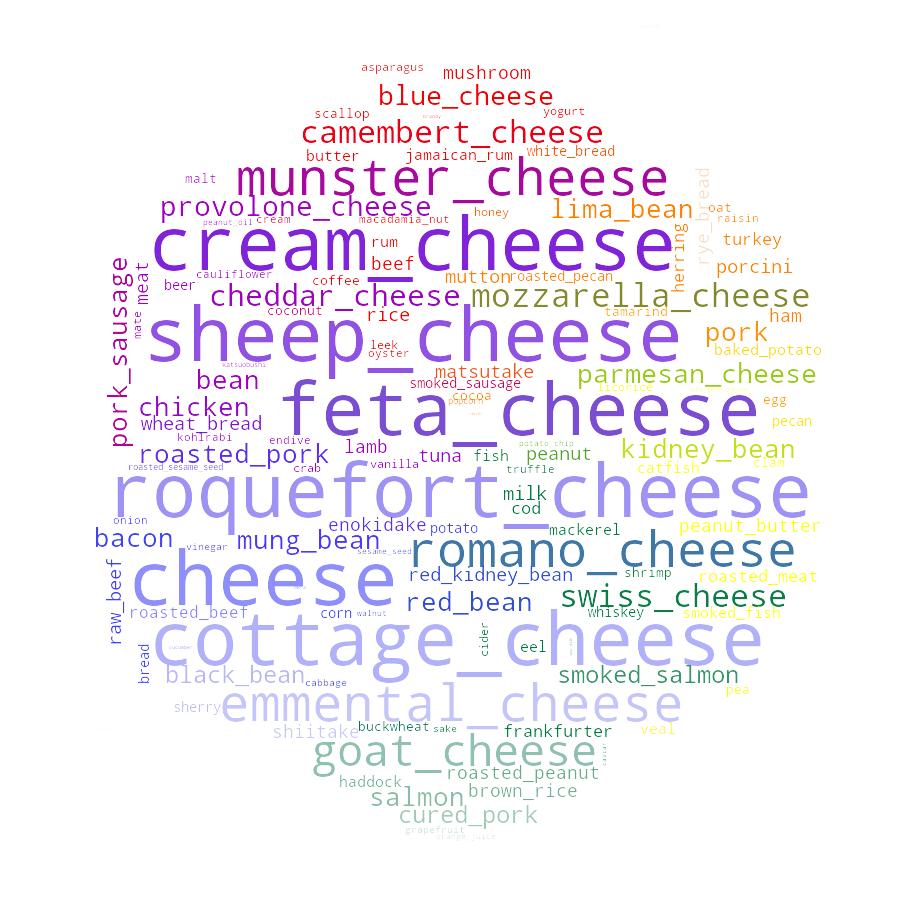 asparagus
mushroom
blue_cheese
scallop
brandy
yogurt
camembert_cheese
butter
jamaican_rum
white_bread
malt
munster_cheese
rye_bread
provolone_cheese
lima_bean
oat
peanut_oil
cream
macadamia_nut
honey
raisin
cream_cheese
rum
herring
turkey
pork_sausage
meat
cauliflower
beef
mutton
roasted_pecan
porcini
beer
coffee
cheddar_cheese
mozzarella_cheese
mate
coconut
rice
tamarind
ham
sheep_cheese
pork
leek
oyster
baked_potato
katsuobushi
bean
smoked_sausage
matsutake
parmesan_cheese
licorice
feta_cheese
cocoa
popcorn
egg
chicken
wheat_bread
pecan
kohlrabi
endive
lamb
potato_chip
kidney_bean
roasted_pork
tuna
fish
peanut
roasted_sesame_seed
crab
vanilla
truffle
catfish
clam
roquefort_cheese
milk
cod
onion
enokidake
potato
mackerel
peanut_butter
bacon
mung_bean
romano_cheese
vinegar
sesame_seed
raw_beef
cheese
red_kidney_bean
shrimp
roasted_meat
swiss_cheese
roasted_beef
corn
walnut
red_bean
whiskey
smoked_fish
cottage_cheese
cider
eel
cucumber
bread
black_bean
cabbage
smoked_salmon
pea
sherry
emmental_cheese
shiitake
buckwheat
sake
frankfurter
veal
goat_cheese
caviar
haddock
roasted_peanut
salmon
brown_rice
cured_pork
grapefruit
orange_juice